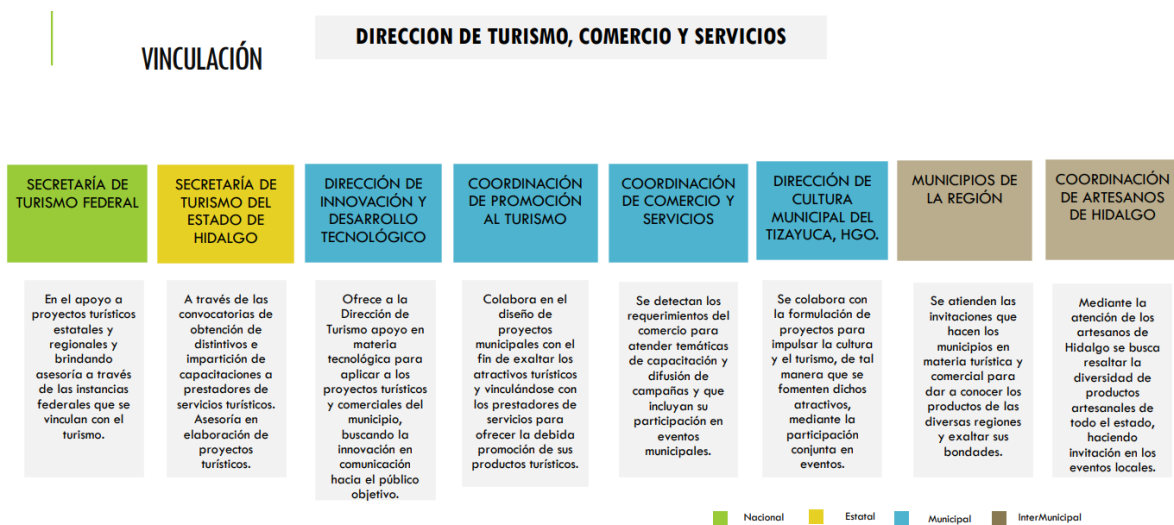 VINCULACIÓN
DIRECCION DE TURISMO, COMERCIO Y SERVICIOS
SECRETARÍA DE
TURISMO FEDERAL
En el apoyo a
proyectos turísticos
estatales y
regionales y
brindando
asesoría a través
de las instancias
federales que se
vinculan con el
turismo.
SECRETARÍA DE
TURISMO DEL
ESTADO DE
HIDALGO
A través de las
convocatorias de
obtención de
distintivos e
impartición de
capacitaciones a
prestadores de
servicios turísticos.
Asesoría en
elaboración de
proyectos
turísticos.
DIRECCIÓN DE
INNOVACIÓN Y
DESARROLLO
TECNOLÓGICO
Ofrece a la
Dirección de
Turismo apoyo en
materia
tecnológica para
aplicar a los
proyectos turísticos
y comerciales del
municipio,
buscando la
innovación en
comunicación
hacia el público
objetivo.
COORDINACIÓN
DE PROMOCIÓN
AL TURISMO
Colabora en el
diseño de
proyectos
municipales con el
fin de exaltar los
atractivos turísticos
y vinculándose con
los prestadores de
servicios para
ofrecer la debida
promoción de sus
productos turísticos.
COORDINACIÓN
DE COMERCIO Y
SERVICIOS
Se detectan los
requerimientos del
comercio para
atender temáticas
de capacitación y
difusión de
campañas y que
incluyan su
participación en
eventos
municipales.
DIRECCIÓN DE
CULTURA
MUNICIPAL DEL
TIZAYUCA, HGO.
Se colabora con
la formulación de
proyectos para
impulsar la cultura
y el turismo, de tal
manera que se
fomenten dichos
atractivos,
mediante la
participación
conjunta en
eventos.
MUNICIPIOS DE
LA REGIÓN
Se atienden las
invitaciones que
hacen los
municipios en
materia turística y
comercial para
dar a conocer los
productos de las
diversas regiones
y exaltar sus
bondades.
COORDINACIÓN
DE ARTESANOS
DE HIDALGO
Mediante la
atención de los
artesanos de
Hidalgo se busca
resaltar la
diversidad de
productos
artesanales de
todo el estado,
haciendo
invitación en los
eventos locales.
Nacional
Estatal
Municipal
InterMunicipal